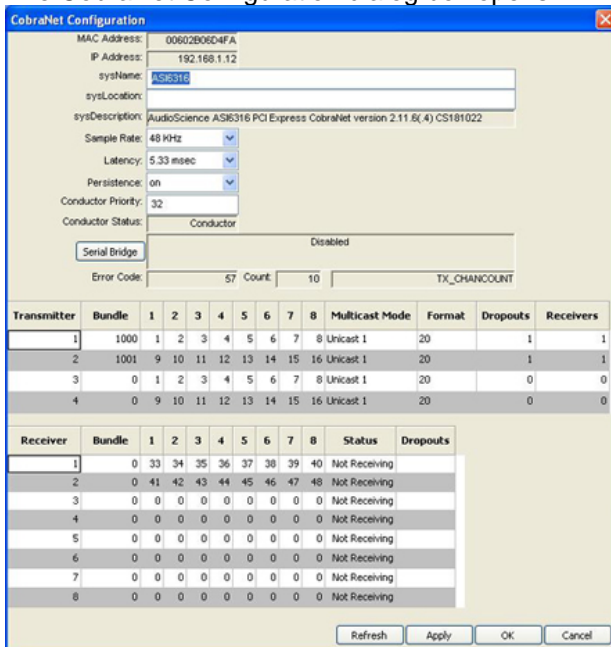 CobraNet Configuration
MAC Address: 00602B06D4FA
IP Address: 192.168.1.12
sysName: ASI6316
sysLocation:
sysDescription: AudioScience ASI6316 PCI Express CobraNet version 2.11.6(.4) CS181022
Sample Rate: 48 KHz
Latency: 5.33 msec
Persistence: on
Conductor Priority: 32
Conductor Status: Conductor
Serial Bridge Disabled
Error Code: 57 Count: 10 TX_CHANCOUNT
Transmitter Bundle 1 2 3 4 5 6 7 8 Multicast Mode Format Dropouts Receivers
1 1000 1 2 3 4 5 6 7 8 Unicast 1 20 1 1
2 1001 9 10 11 12 13 14 15 16 Unicast 1 20 1 1
3 0 1 2 3 4 5 6 7 8 Unicast 1 20 0 0
4 0 9 10 11 12 13 14 15 16 Unicast 1 20 0 0
Receiver Bundle 1 2 3 4 5 6 7 8 Status Dropouts
1 0 33 34 35 36 37 38 39 40 Not Receiving
2 0 41 42 43 44 45 46 47 48 Not Receiving
3 0 0 0 0 0 0 0 0 0 Not Receiving
4 0 0 0 0 0 0 0 0 0 Not Receiving
5 0 0 0 0 0 0 0 0 0 Not Receiving
6 0 0 0 0 0 0 0 0 0 Not Receiving
7 0 0 0 0 0 0 0 0 0 Not Receiving
8 0 0 0 0 0 0 0 0 0 Not Receiving
Refresh Apply OK Cancel